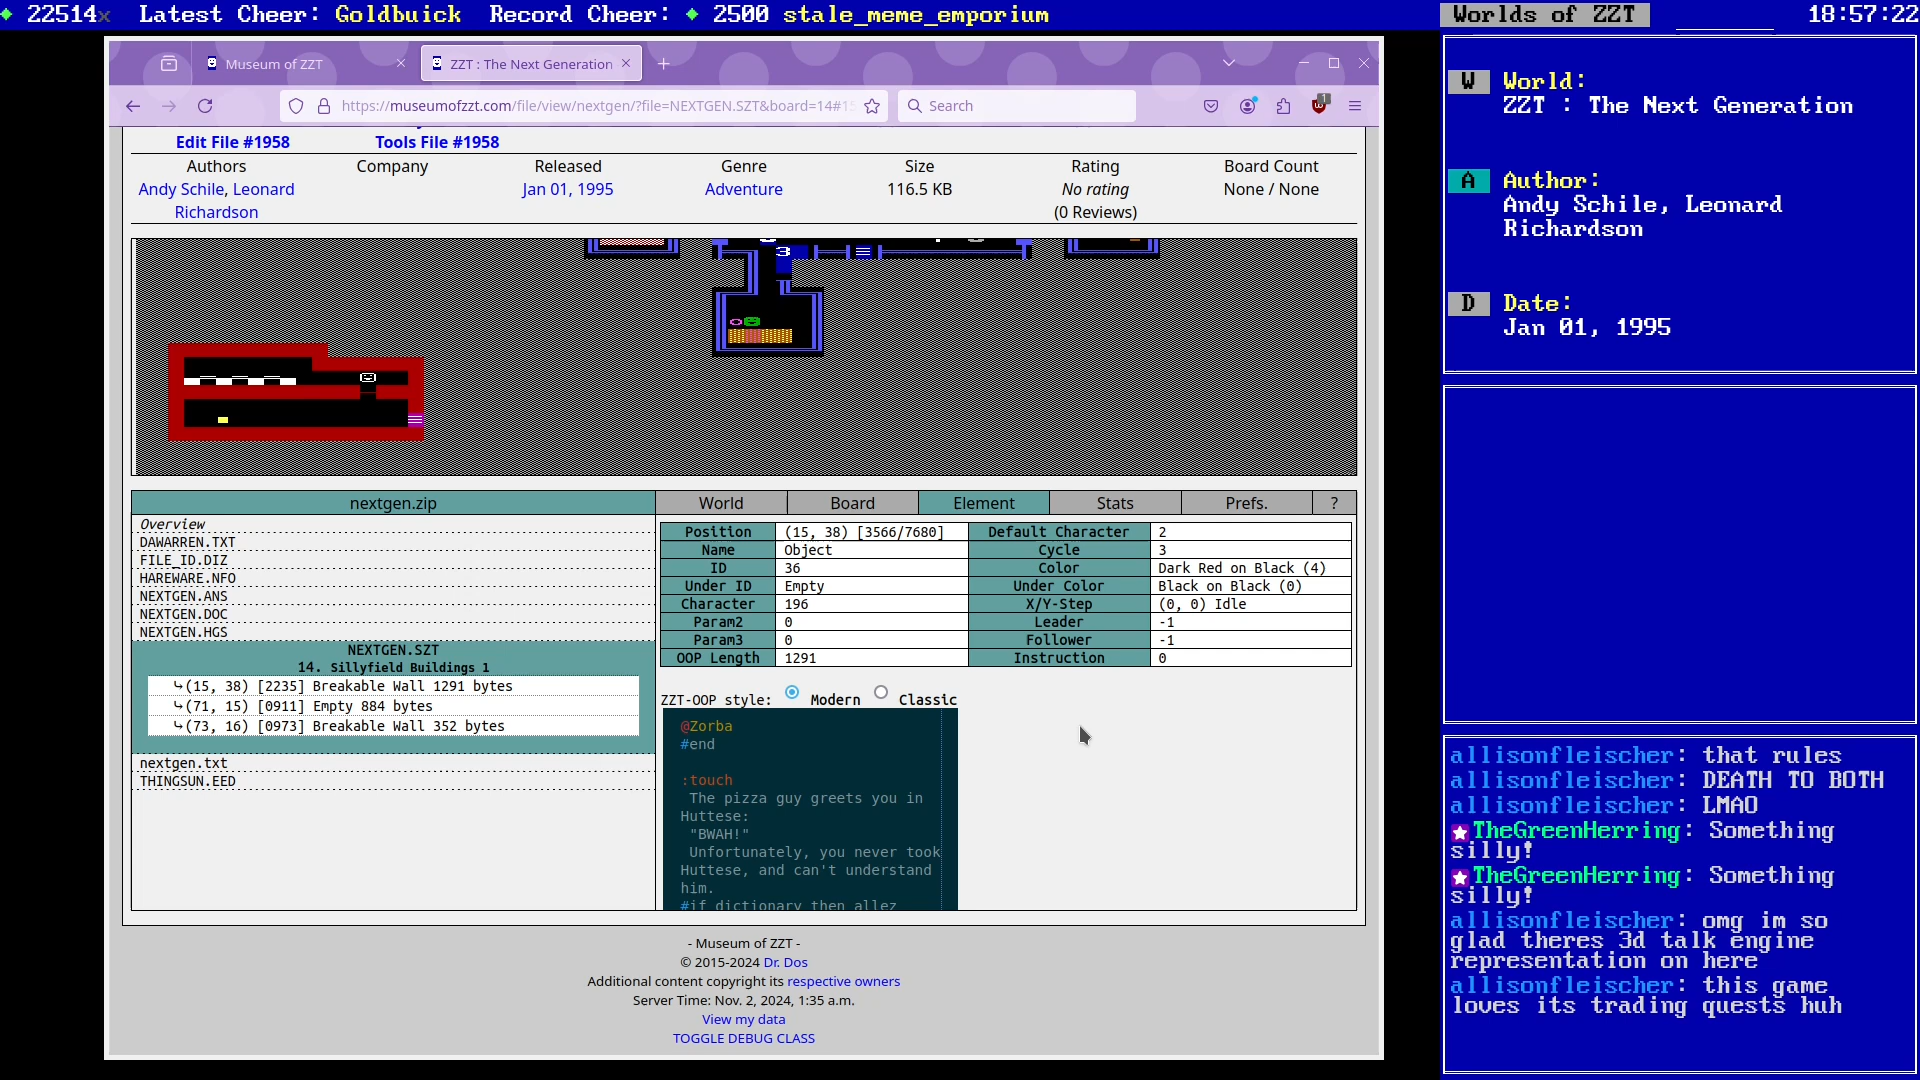 22514x Latest Cheer: Goldbuick Record Cheer: 2500 stale_meme_emporium
Worlds of ZZT
18:57:22
Museum of ZZT
ZZT : The Next Generation
https://museumofzzt.com/file/view/nextgen/?file=NEXTGEN.SZT&board=14#15
Search
1
Edit File #1958
Tools File #1958
Authors Company Released Genre Size Rating Board Count
Andy Schile, Leonard Jan 01, 1995 Adventure 116.5 KB No rating None / None
Richardson (0 Reviews)
3
nextgen.zip
World Board Element Stats Prefs. ?
Overview
DAWARREN.TXT
FILE_ID.DIZ
HAREWARE.NFO
NEXTGEN.ANS
NEXTGEN.DOC
NEXTGEN.HGS
NEXTGEN.SZT
14. Sillyfield Buildings 1
↳(15, 38) [2235] Breakable Wall 1291 bytes
↳(71, 15) [0911] Empty 884 bytes
↳(73, 16) [0973] Breakable Wall 352 bytes
nextgen.txt
THINGSUN.EED
Position (15, 38) [3566/7680] Default Character 2
Name Object Cycle 3
ID 36 Color Dark Red on Black (4)
Under ID Empty Under Color Black on Black (0)
Character 196 X/Y-Step (0, 0) Idle
Param2 0 Leader -1
Param3 0 Follower -1
OOP Length 1291 Instruction 0
ZZT-OOP style: Modern Classic
@Zorba
#end
:touch
The pizza guy greets you in
Huttese:
"BWAH!"
Unfortunately, you never took
Huttese, and can't understand
him.
#if dictionary then allez
- Museum of ZZT -
© 2015-2024 Dr. Dos
Additional content copyright its respective owners
Server Time: Nov. 2, 2024, 1:35 a.m.
View my data
TOGGLE DEBUG CLASS
W World:
ZZT : The Next Generation
A Author:
Andy Schile, Leonard
Richardson
D Date:
Jan 01, 1995
allisonfleischer: that rules
allisonfleischer: DEATH TO BOTH
allisonfleischer: LMAO
TheGreenHerring: Something
silly!
TheGreenHerring: Something
silly!
allisonfleischer: omg im so
glad theres 3d talk engine
representation on here
allisonfleischer: this game
loves its trading quests huh